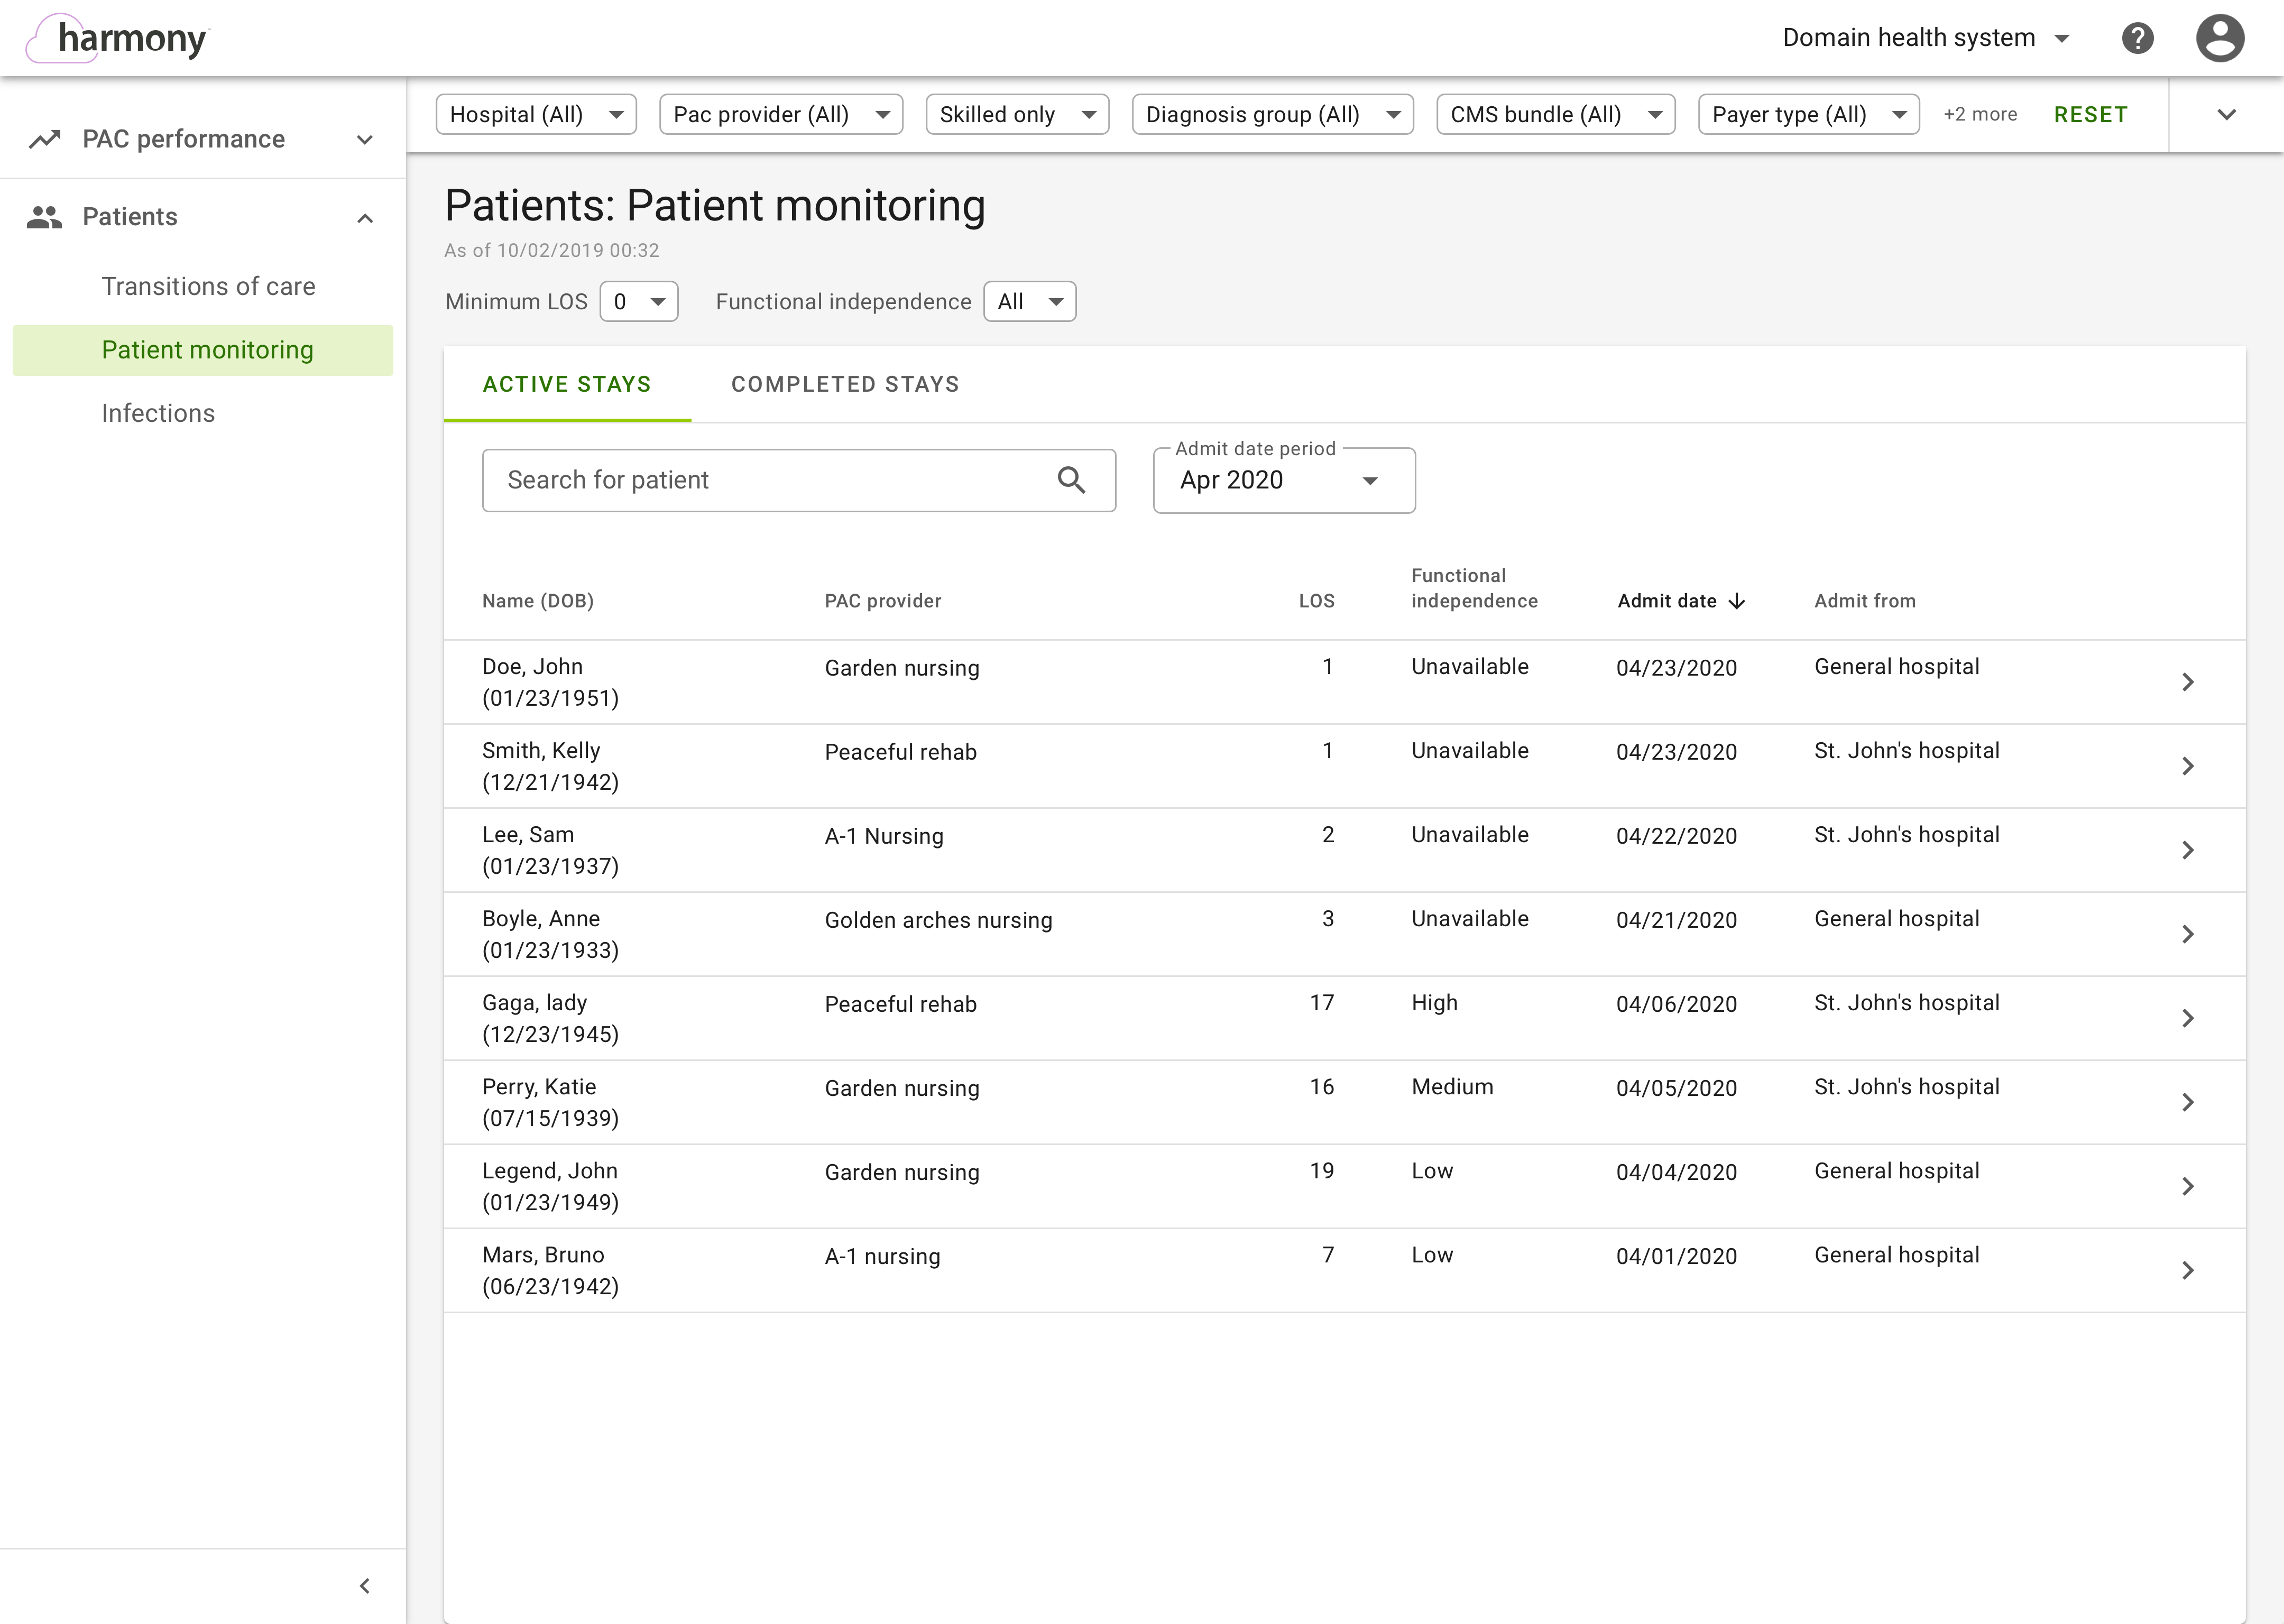 harmony
Domain health system
PAC performance
Patients
Transitions of care
Patient monitoring
Infections
Hospital (All) Pac provider (All) Skilled only Diagnosis group (All) CMS bundle (All) Payer type (All) +2 more RESET
Patients: Patient monitoring
As of 10/02/2019 00:32
Minimum LOS 0 Functional independence All
ACTIVE STAYS COMPLETED STAYS
Admit date period
Search for patient Apr 2020
Functional
Name (DOB) PAC provider LOS independence Admit date Admit from
Doe, John Garden nursing 1 Unavailable 04/23/2020 General hospital
(01/23/1951)
Smith, Kelly Peaceful rehab 1 Unavailable 04/23/2020 St. John's hospital
(12/21/1942)
Lee, Sam A-1 Nursing 2 Unavailable 04/22/2020 St. John's hospital
(01/23/1937)
Boyle, Anne Golden arches nursing 3 Unavailable 04/21/2020 General hospital
(01/23/1933)
Gaga, lady Peaceful rehab 17 High 04/06/2020 St. John's hospital
(12/23/1945)
Perry, Katie Garden nursing 16 Medium 04/05/2020 St. John's hospital
(07/15/1939)
Legend, John Garden nursing 19 Low 04/04/2020 General hospital
(01/23/1949)
Mars, Bruno A-1 nursing 7 Low 04/01/2020 General hospital
(06/23/1942)